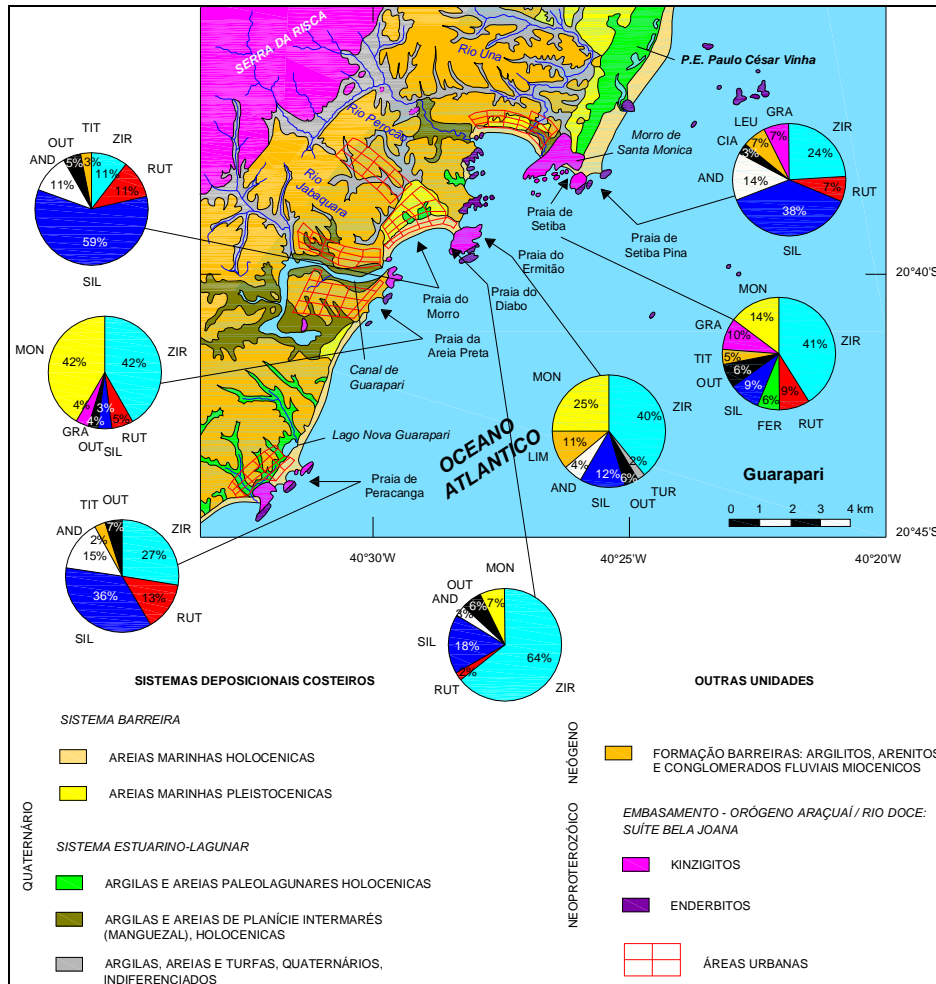 SERRA DA RISCA
Rio Una
P.E. Paulo César Vinha
Rio Perocão
Rio Jabaquara
Morro de
Santa Monica
Praia de
Setiba
Praia de
Setiba Pina
Praia do
Ermitão
Praia do
Diabo
Praia do
Morro
Praia da
Areia Preta
Canal de
Guarapari
Lago Nova Guarapari
Praia de
Peracanga
OCEANO
ATLANTICO
Guarapari
0 1 2 3 4 km
20°40'S
20°45'S
40°30'
40°25'
40°20'
TIT
OUT
ZIR
AND
RUT
5%
3%
11%
11%
11%
59%
SIL
GRA
LEU
ZIR
CIA
7%
7%
3%
24%
AND
14%
7%
RUT
38%
SIL
MON
42%
42%
ZIR
4%
4%
3%
5%
GRA
OUT
SIL
RUT
MON
14%
GRA
10%
41%
ZIR
TIT
5%
6%
OUT
9%
6%
9%
SIL
FER
RUT
MON
25%
40%
ZIR
11%
LIM
4%
12%
6%
2%
AND
SIL
OUT
TUR
TIT
OUT
AND
7%
ZIR
2%
15%
27%
36%
13%
SIL
RUT
MON
OUT
AND
6%
7%
3%
SIL
18%
64%
2%
RUT
ZIR
SISTEMAS DEPOSICIONAIS COSTEIROS
SISTEMA BARREIRA
AREIAS MARINHAS HOLOCENICAS
AREIAS MARINHAS PLEISTOCENICAS
SISTEMA ESTUARINO-LAGUNAR
ARGILAS E AREIAS PALEOLAGUNARES HOLOCENICAS
ARGILAS E AREIAS DE PLANÍCIE INTERMARÉS
(MANGUEZAL), HOLOCENICAS
ARGILAS, AREIAS E TURFAS, QUATERNÁRIOS,
INDIFERENCIADOS
QUATERNÁRIO
OUTRAS UNIDADES
NEÓGENO
FORMAÇÃO BARREIRAS: ARGILITOS, ARENITOS
E CONGLOMERADOS FLUVIAIS MIOCENICOS
NEOPROTEROZÓICO
EMBASAMENTO - ORÓGENO ARAÇUAÍ / RIO DOCE:
SUÍTE BELA JOANA
KINZIGITOS
ENDERBITOS
ÁREAS URBANAS